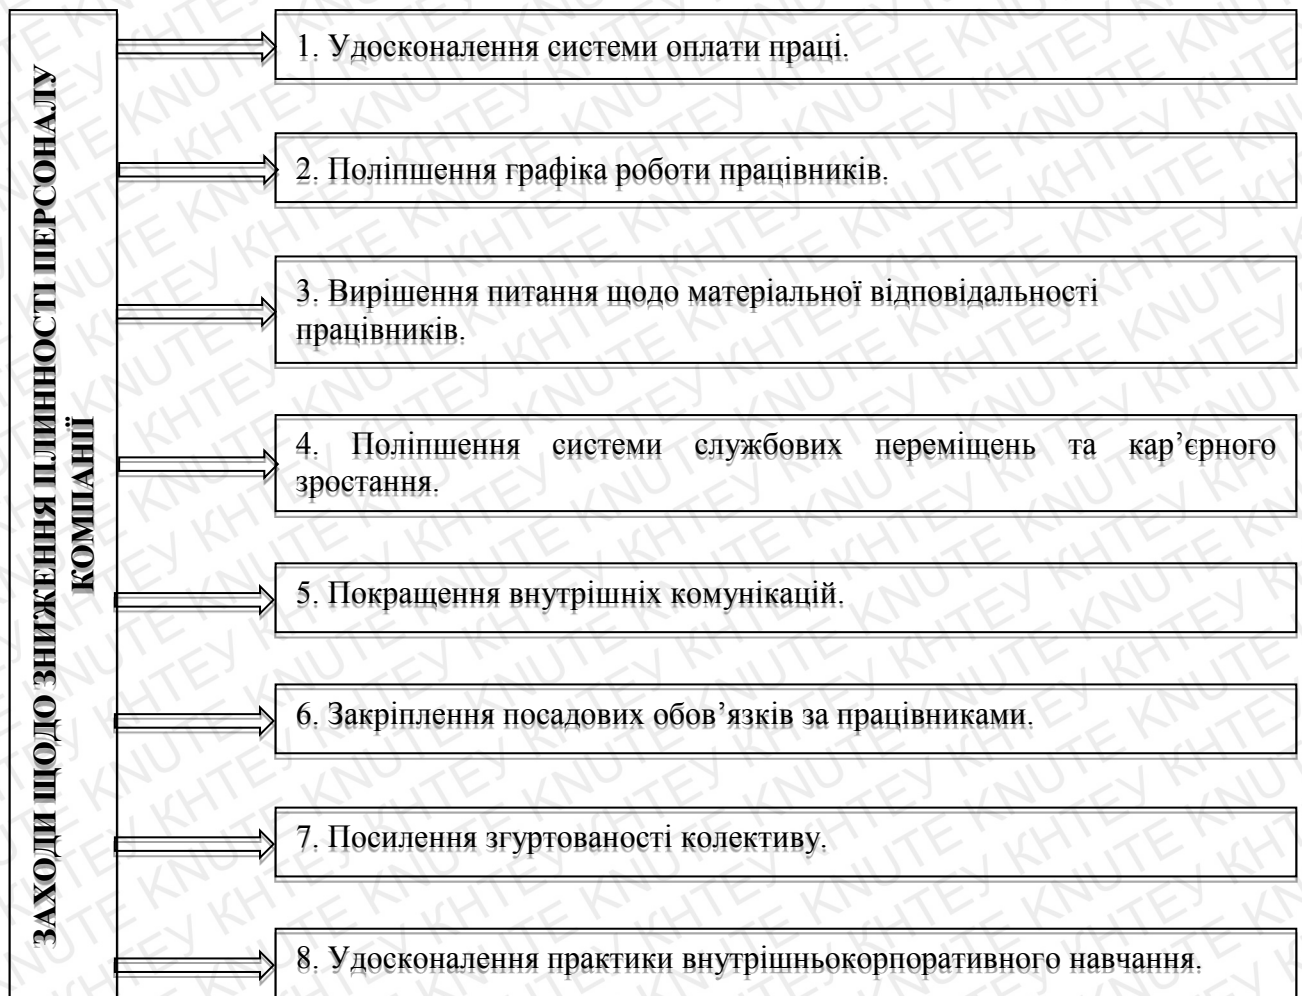 ЗАХОДИ ЩОДО ЗНИЖЕННЯ ПЛИННОСТІ ПЕРСОНАЛУ
КОМПАНІЇ
1. Удосконалення системи оплати праці.
2. Поліпшення графіка роботи працівників.
3. Вирішення питання щодо матеріальної відповідальності
працівників.
4. Поліпшення системи службових переміщень та кар’єрного
зростання.
5. Покращення внутрішніх комунікацій.
6. Закріплення посадових обов’язків за працівниками.
7. Посилення згуртованості колективу.
8. Удосконалення практики внутрішньокорпоративного навчання.